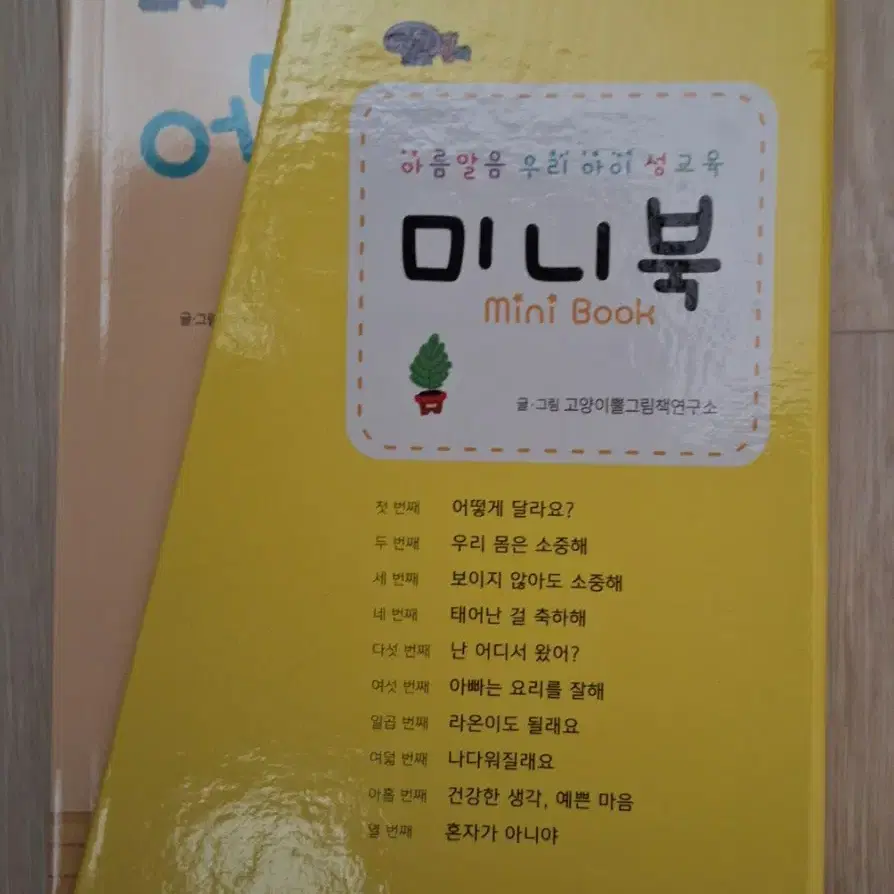 어
글·그림
아름알음 우리 아이 성교육
미니북
Mini Book
글·그림 고양이뿔그림책연구소
첫 번째 어떻게 달라요?
두 번째 우리 몸은 소중해
세 번째 보이지 않아도 소중해
네 번째 태어난 걸 축하해
다섯 번째 난 어디서 왔어?
여섯 번째 아빠는 요리를 잘해
일곱 번째 라온이도 될래요
여덟 번째 나다워질래요
아홉 번째 건강한 생각, 예쁜 마음
열 번째 혼자가 아니야